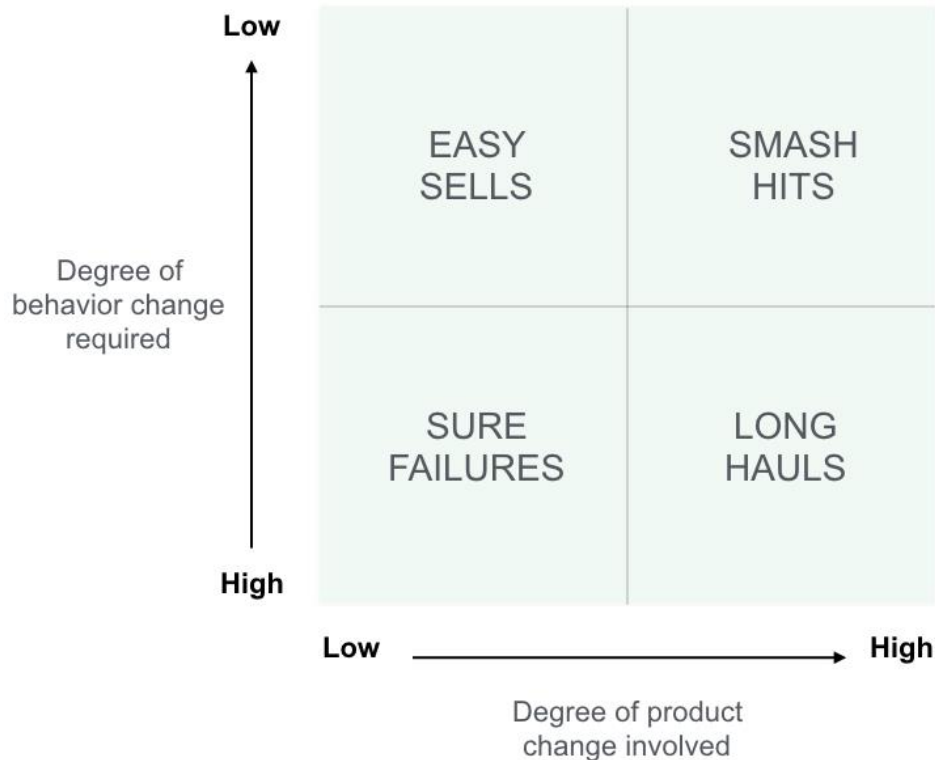 Low
EASY
SELLS
SMASH
HITS
Degree of
behavior change
required
SURE
FAILURES
LONG
HAULS
High
Low
High
Degree of product
change involved